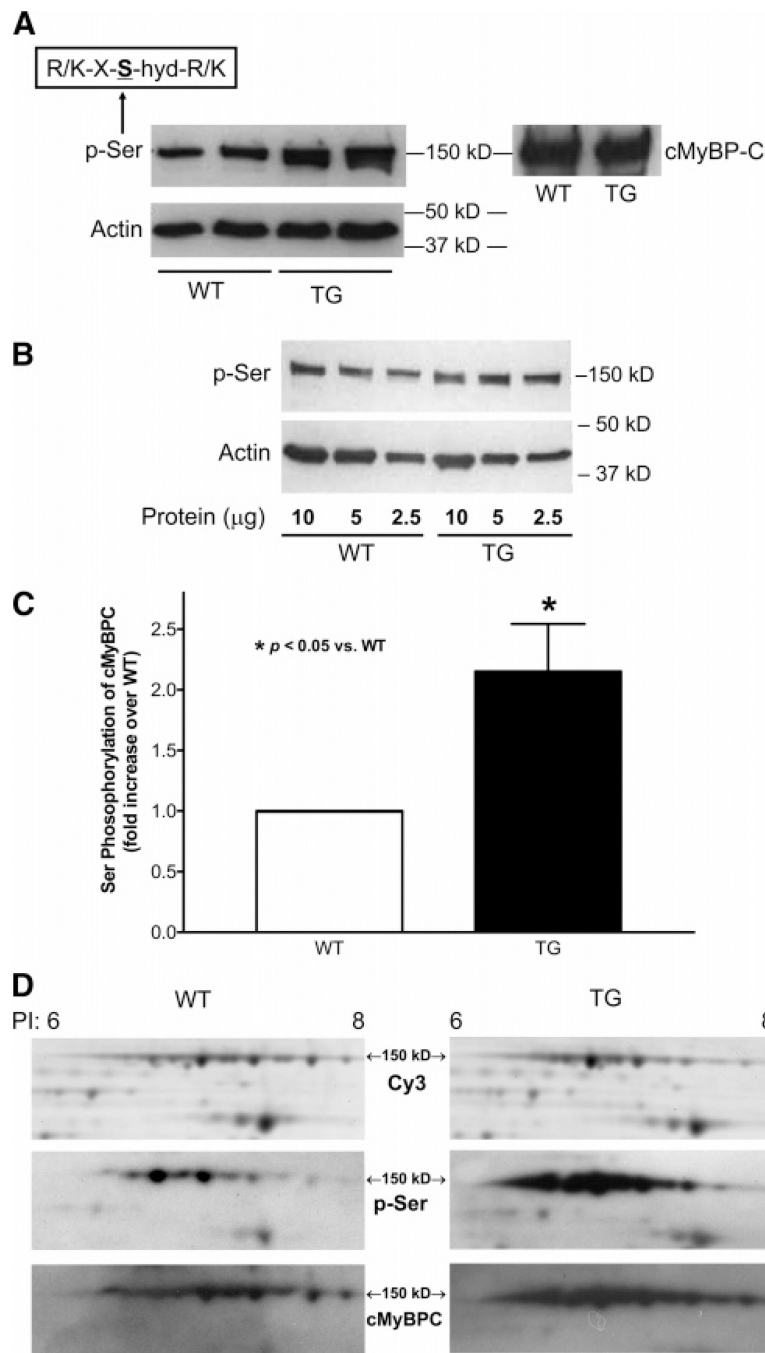 A
R/K-X-S-hyd-R/K
p-Ser
—150 kD—
cMyBP-C
WT TG
Actin
—50 kD —
—37 kD —
WT TG
B
p-Ser
–150 kD
– 50 kD
Actin
– 37 kD
Protein (μg) 10 5 2.5 10 5 2.5
WT TG
C
Ser Phosophorylation of cMyBPC
(fold increase over WT)
2.5
2.0
1.5
1.0
0.5
0.0
* p < 0.05 vs. WT
*
WT TG
D
WT TG
PI: 6 8 6 8
←150 kD→
Cy3
←150 kD→
p-Ser
←150 kD→
cMyBPC